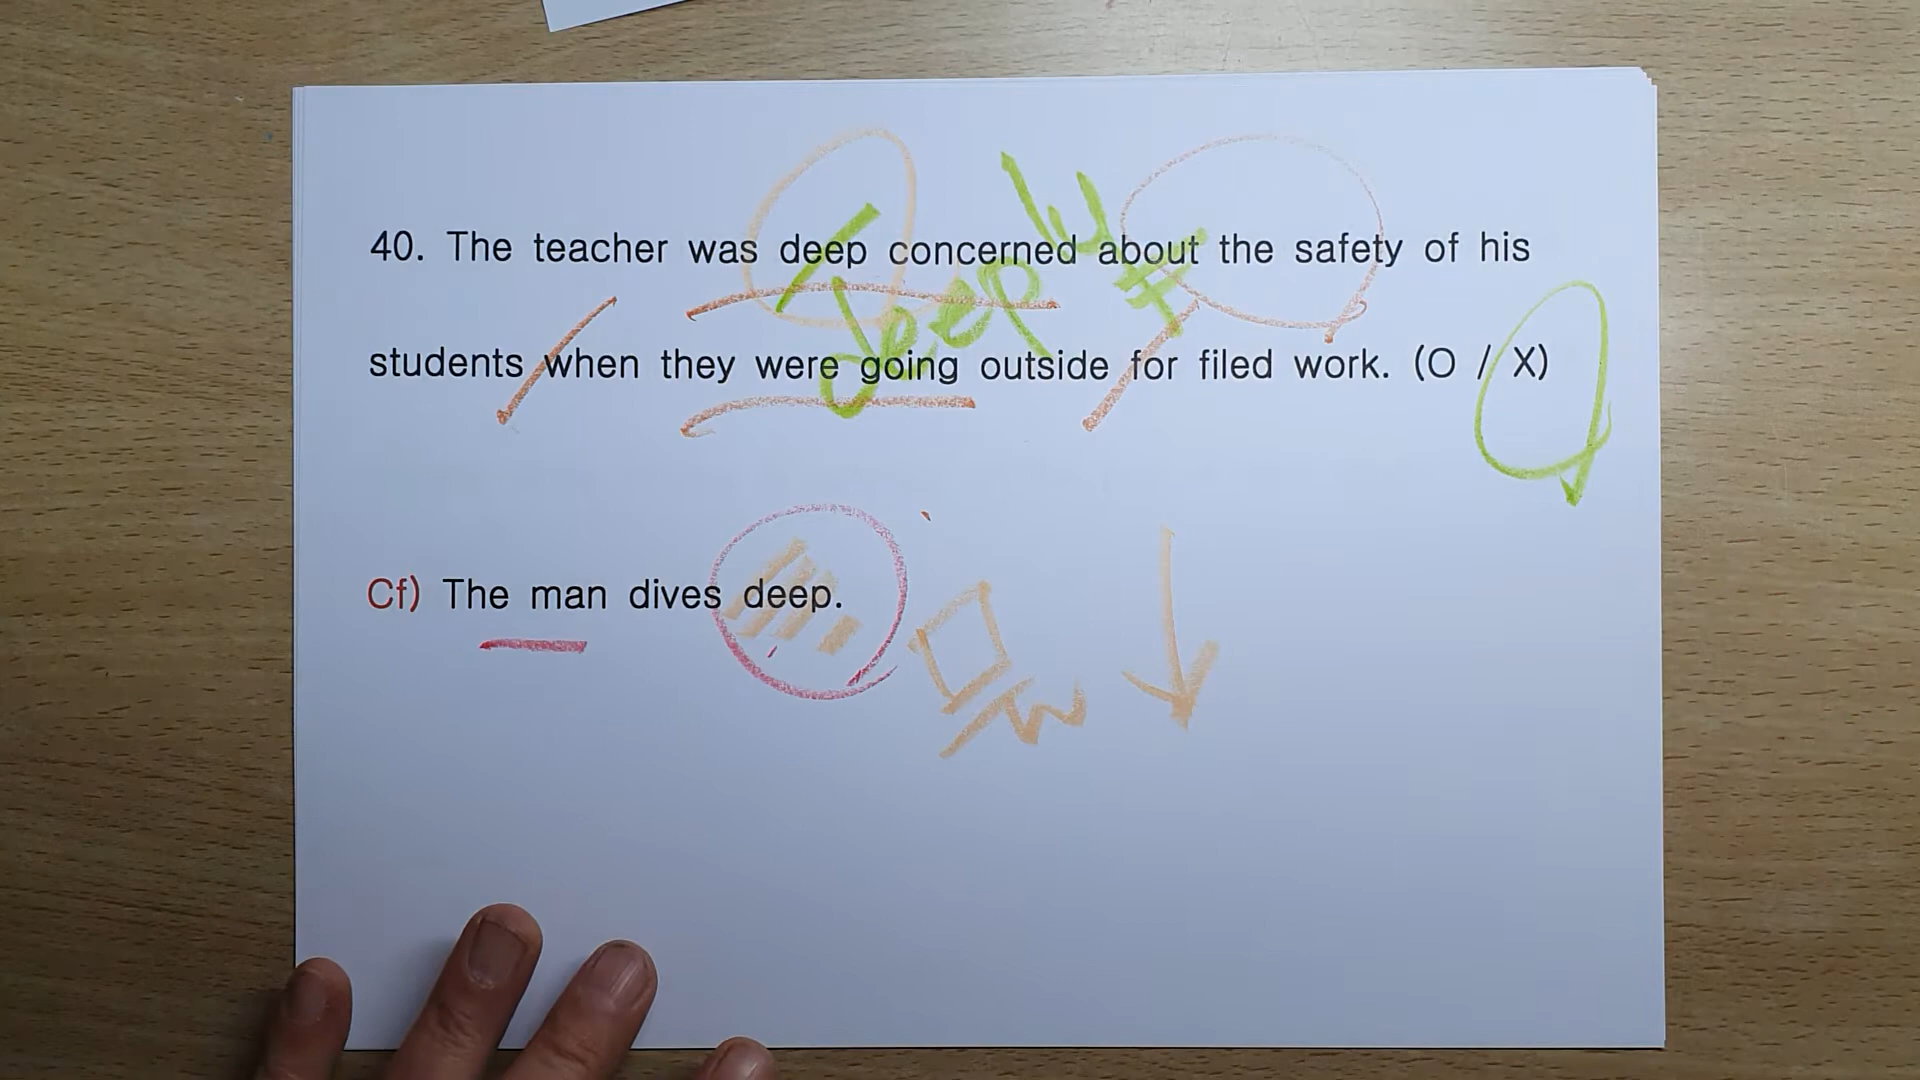 40. The teacher was deep concerned about the safety of his
deeply
students when they were going outside for filed work. (O / X)
Cf) The man dives deep.